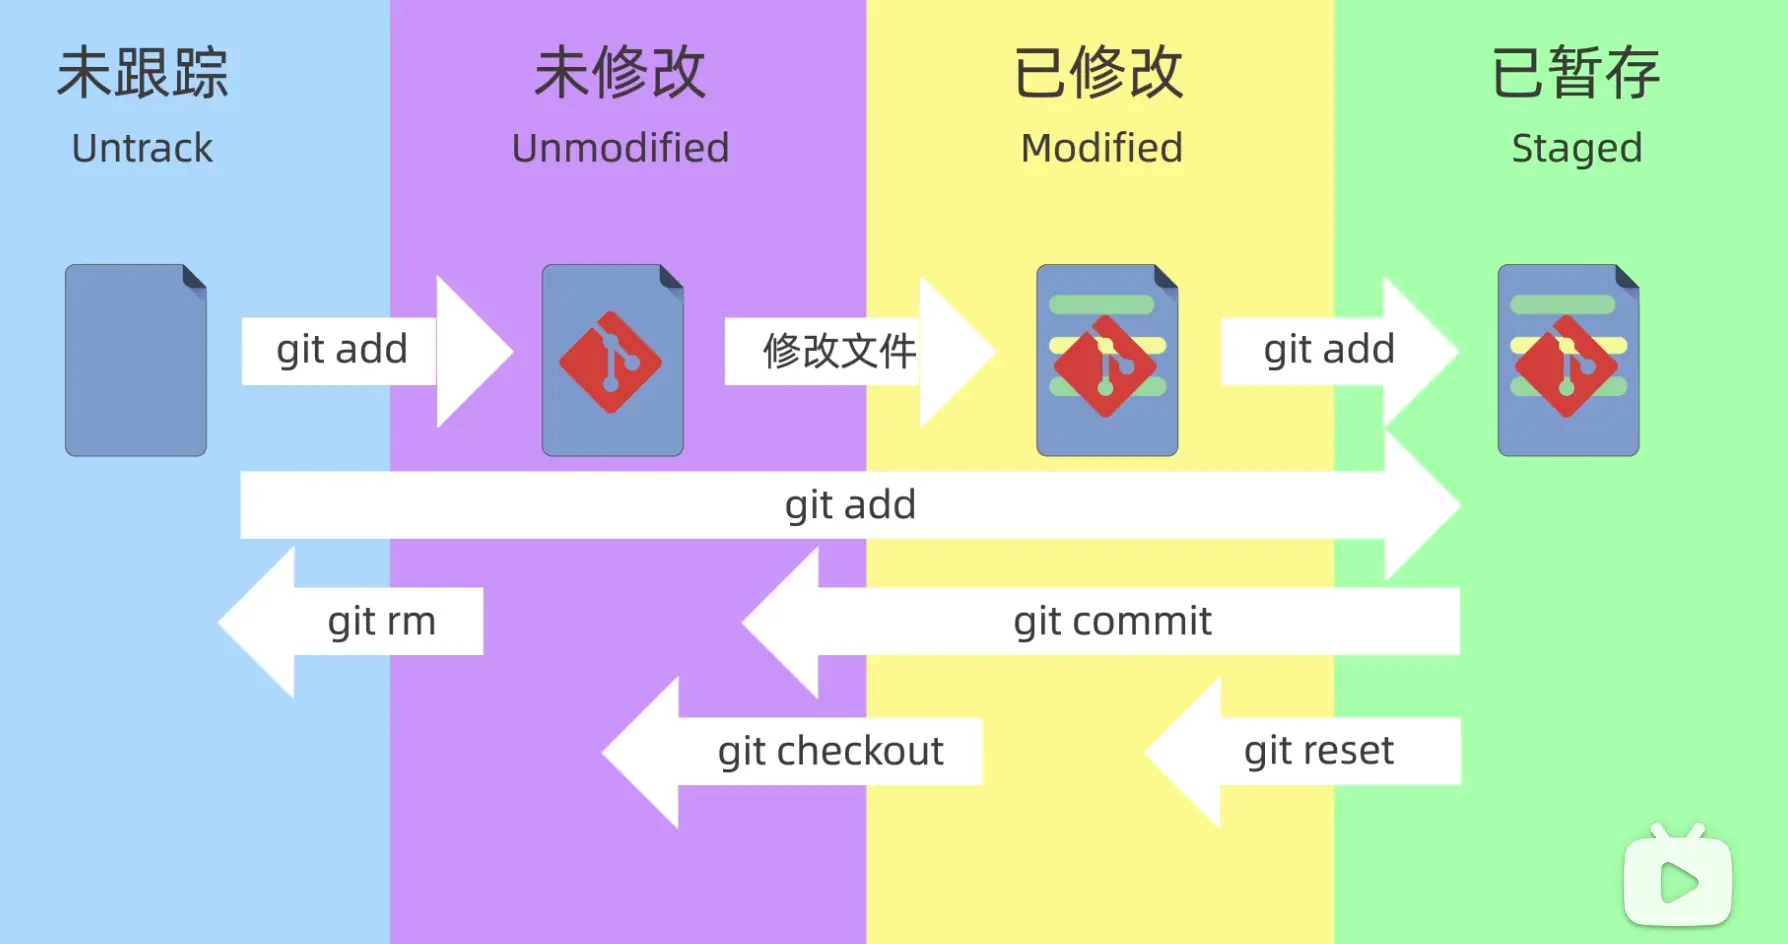 未跟踪
Untrack
未修改
Unmodified
已修改
Modified
已暂存
Staged
git add
修改文件
git add
git add
git rm
git commit
git checkout
git reset